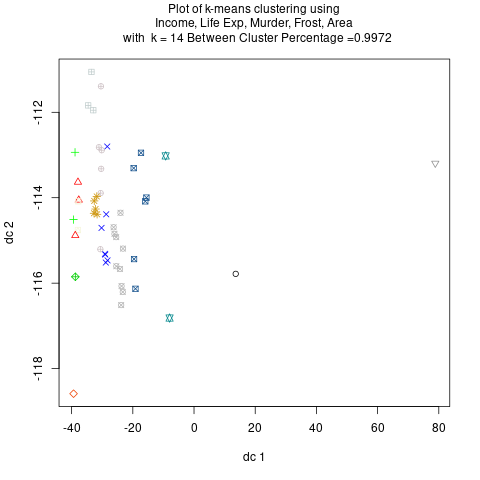 Plot of k-means clustering using
Income, Life Exp, Murder, Frost, Area
with k = 14 Between Cluster Percentage =0.9972
-112
-114
-116
-118
dc 2
-40 -20 0 20 40 60 80
dc 1